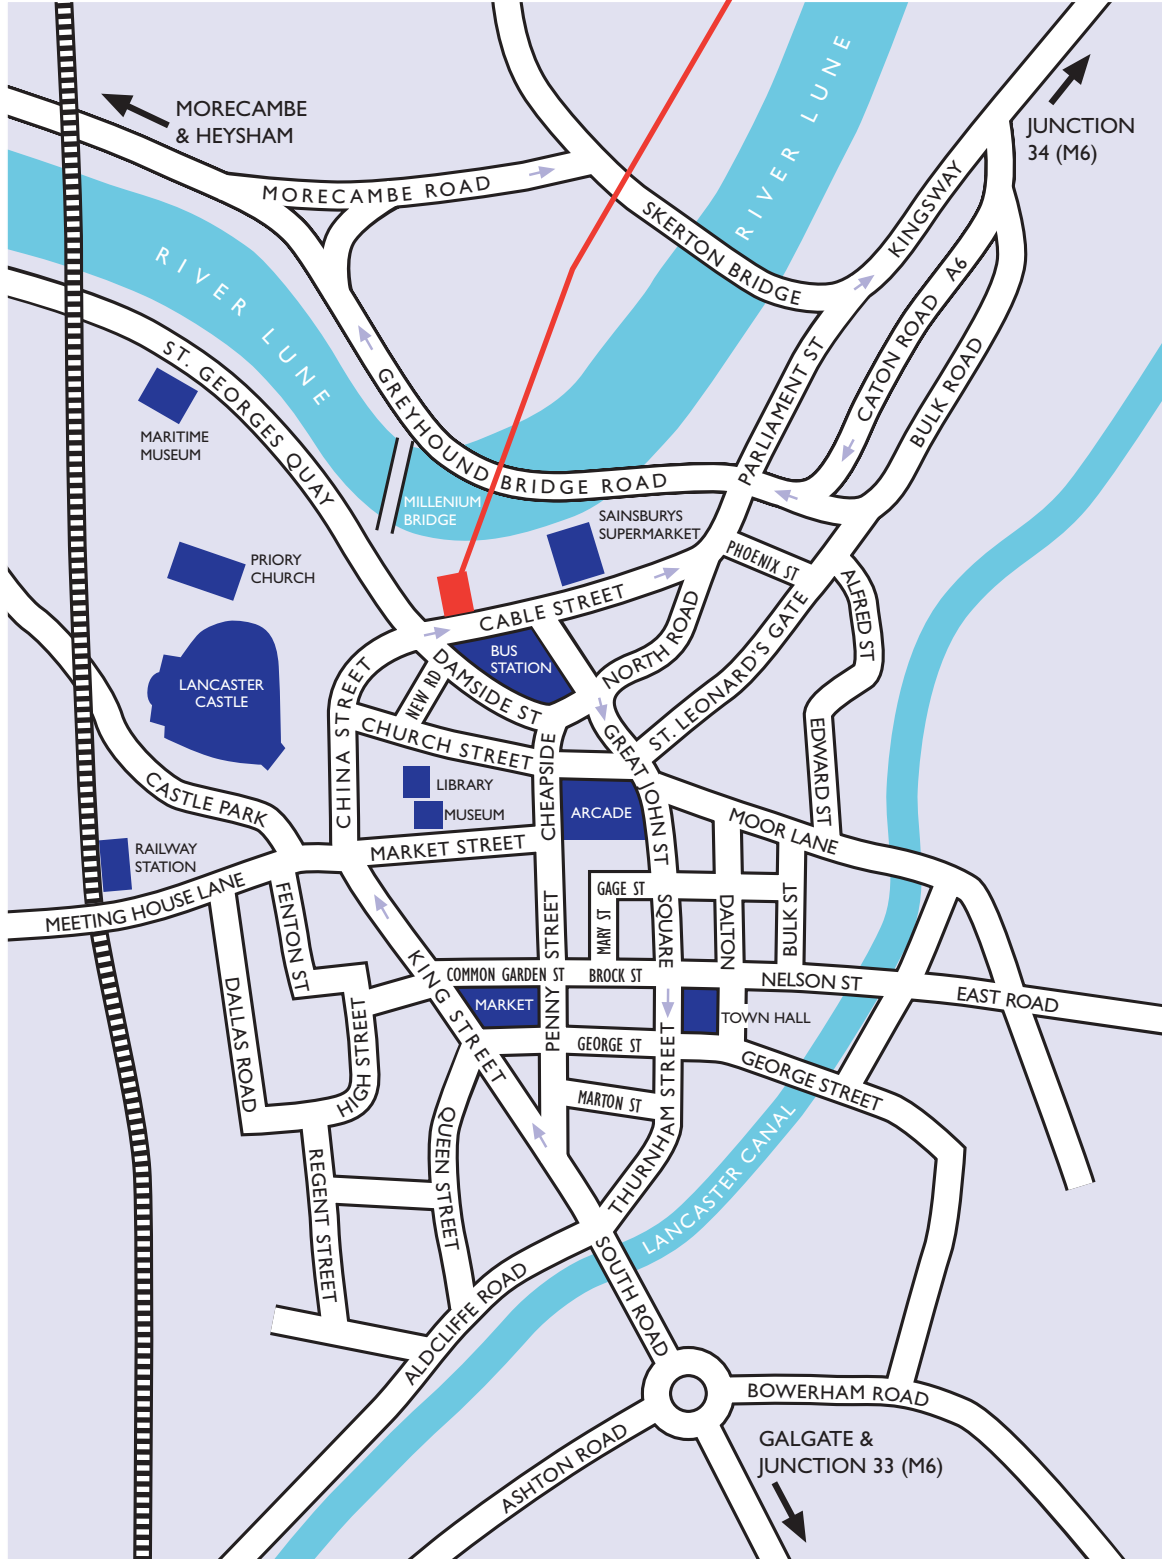 MORECAMBE
& HEYSHAM
JUNCTION
34 (M6)
MORECAMBE ROAD
RIVER LUNE
SKERTON BRIDGE
KINGSWAY
RIVER LUNE
CATON ROAD A6
ST. GEORGES QUAY
GREYHOUND BRIDGE ROAD
PARLIAMENT ST
BULK ROAD
MARITIME
MUSEUM
MILLENIUM
BRIDGE
SAINSBURYS
SUPERMARKET
PHOENIX ST
PRIORY
CHURCH
CABLE STREET
ALFRED ST
NORTH ROAD
ST. LEONARD'S GATE
BUS
STATION
LANCASTER
CASTLE
NEW RD
DAMSIDE ST
CHINA STREET
CHURCH STREET
GREAT JOHN ST
CHEAPSIDE
EDWARD ST
LIBRARY
MUSEUM
ARCADE
CASTLE PARK
MARKET STREET
MOOR LANE
RAILWAY
STATION
MEETING HOUSE LANE
FENTON ST
GAGE ST
MARY ST
SQUARE
DALTON
BULK ST
PENNY STREET
COMMON GARDEN ST
BROCK ST
NELSON ST
EAST ROAD
KING STREET
DALLAS ROAD
HIGH STREET
MARKET
TOWN HALL
GEORGE ST
GEORGE STREET
MARTON ST
THURNHAM STREET
QUEEN STREET
REGENT STREET
LANCASTER CANAL
SOUTH ROAD
ALDCLIFFE ROAD
BOWERHAM ROAD
ASHTON ROAD
GALGATE &
JUNCTION 33 (M6)